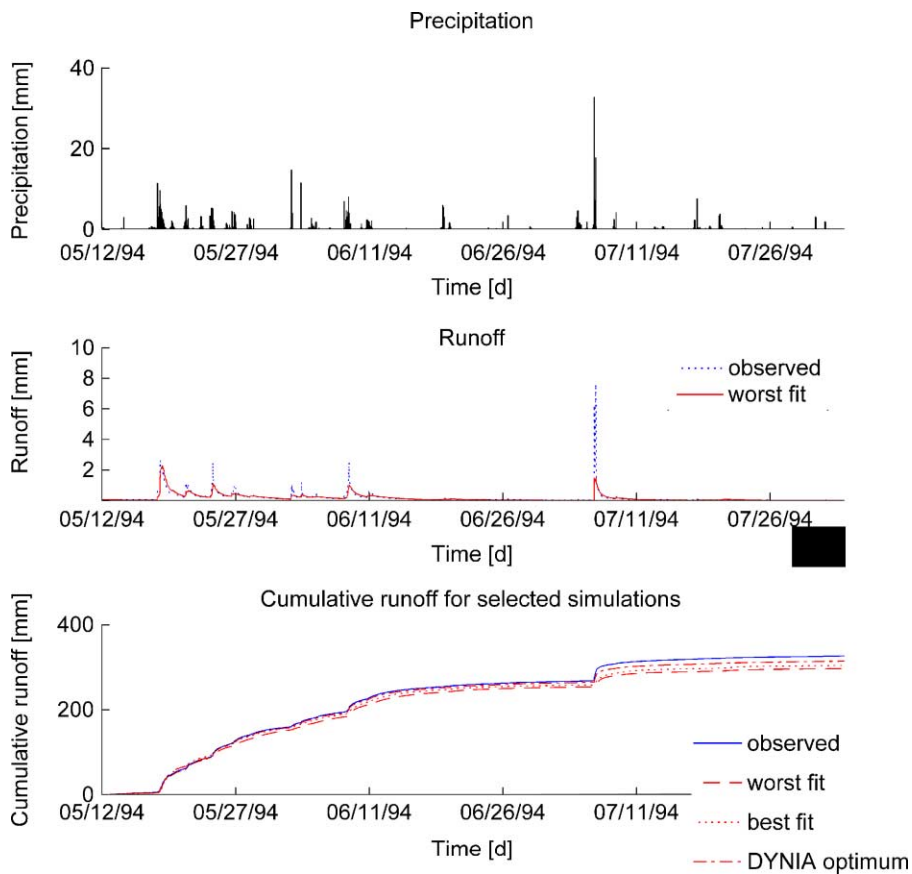 Precipitation
Precipitation [mm]
40
20
0
05/12/94 05/27/94 06/11/94 06/26/94 07/11/94 07/26/94
Time [d]
Runoff
Runoff [mm]
10
8
6
4
2
observed
worst fit
05/12/94 05/27/94 06/11/94 06/26/94 07/11/94 07/26/94
Time [d]
Cumulative runoff for selected simulations
Cumulative runoff [mm]
400
200
0
05/12/94 05/27/94 06/11/94 06/26/94 07/11/94
Time [d]
observed
worst fit
best fit
DYNIA optimum